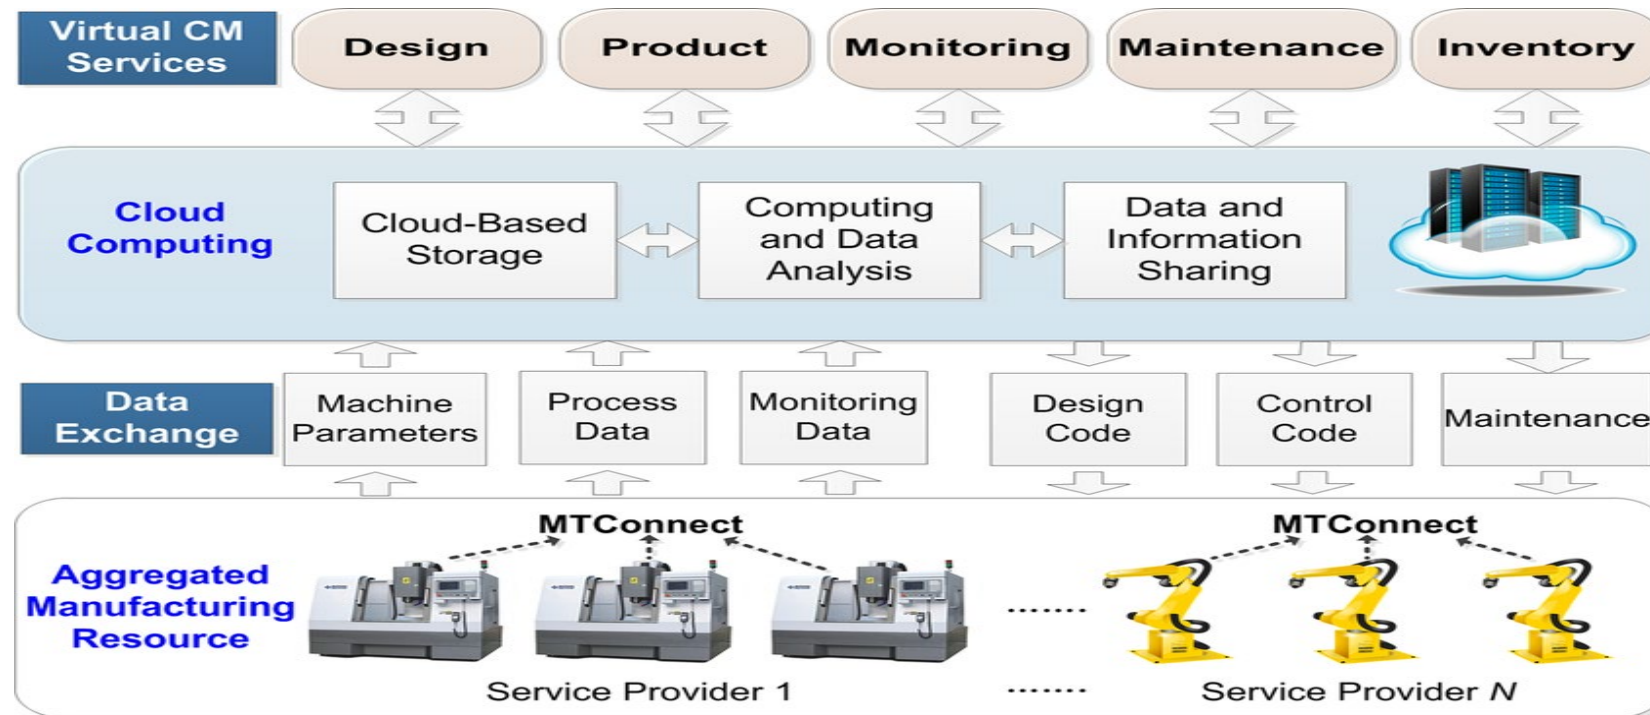 Virtual CM
Services
Design
Product
Monitoring
Maintenance
Inventory
Cloud
Computing
Cloud-Based
Storage
Computing
and Data
Analysis
Data and
Information
Sharing
Data
Exchange
Machine
Parameters
Process
Data
Monitoring
Data
Design
Code
Control
Code
Maintenance
Aggregated
Manufacturing
Resource
MTConnect
MTConnect
........
Service Provider 1
........
Service Provider N